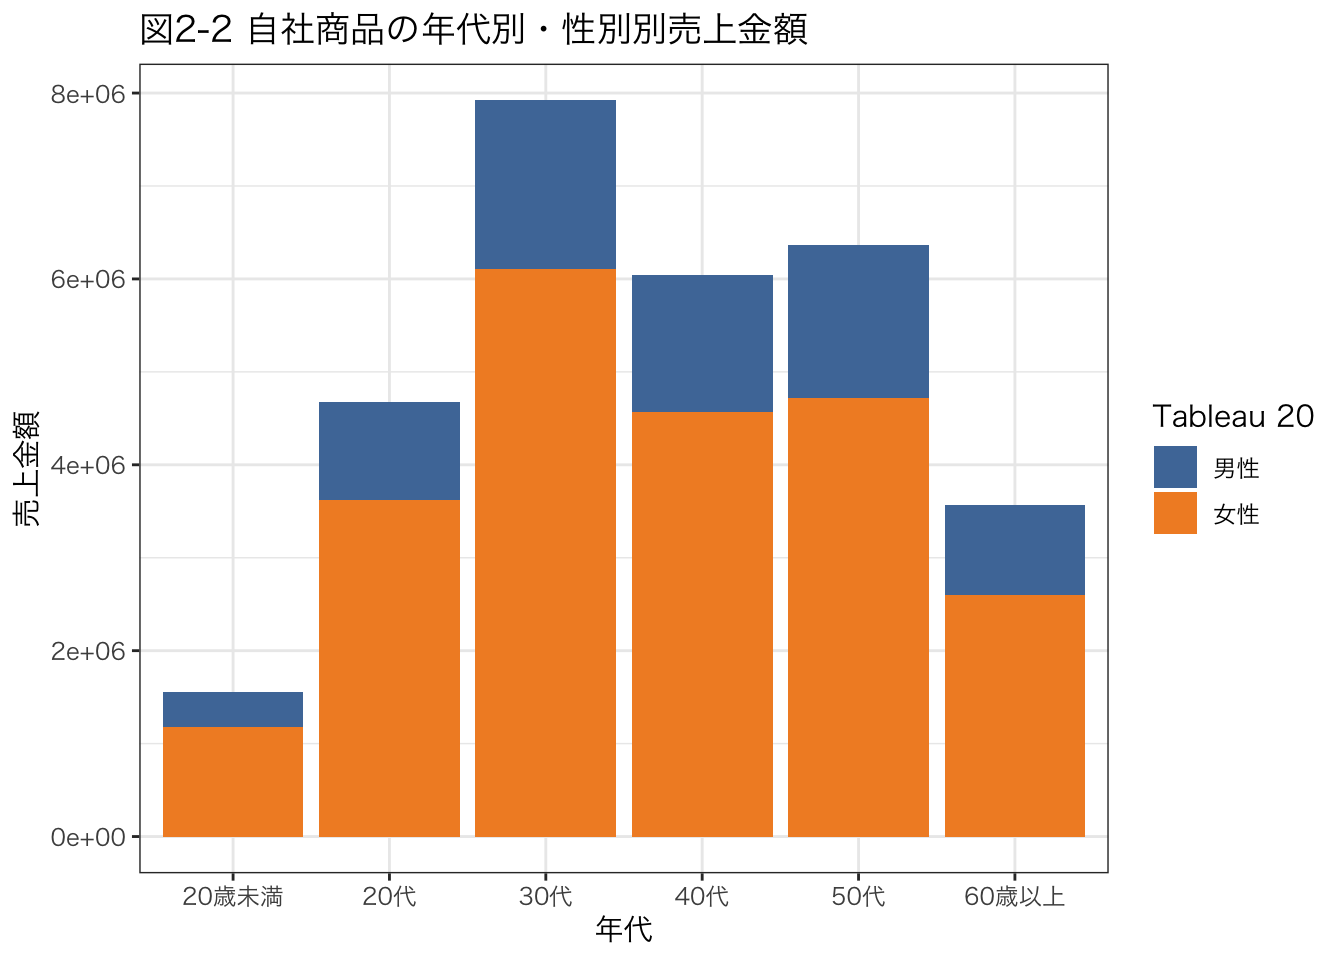 図2-2 自社商品の年代別・性別別売上金額
売上金額
8e+06
6e+06
4e+06
2e+06
0e+00
20歳未満
20代
30代
40代
50代
60歳以上
年代
Tableau 20
男性
女性